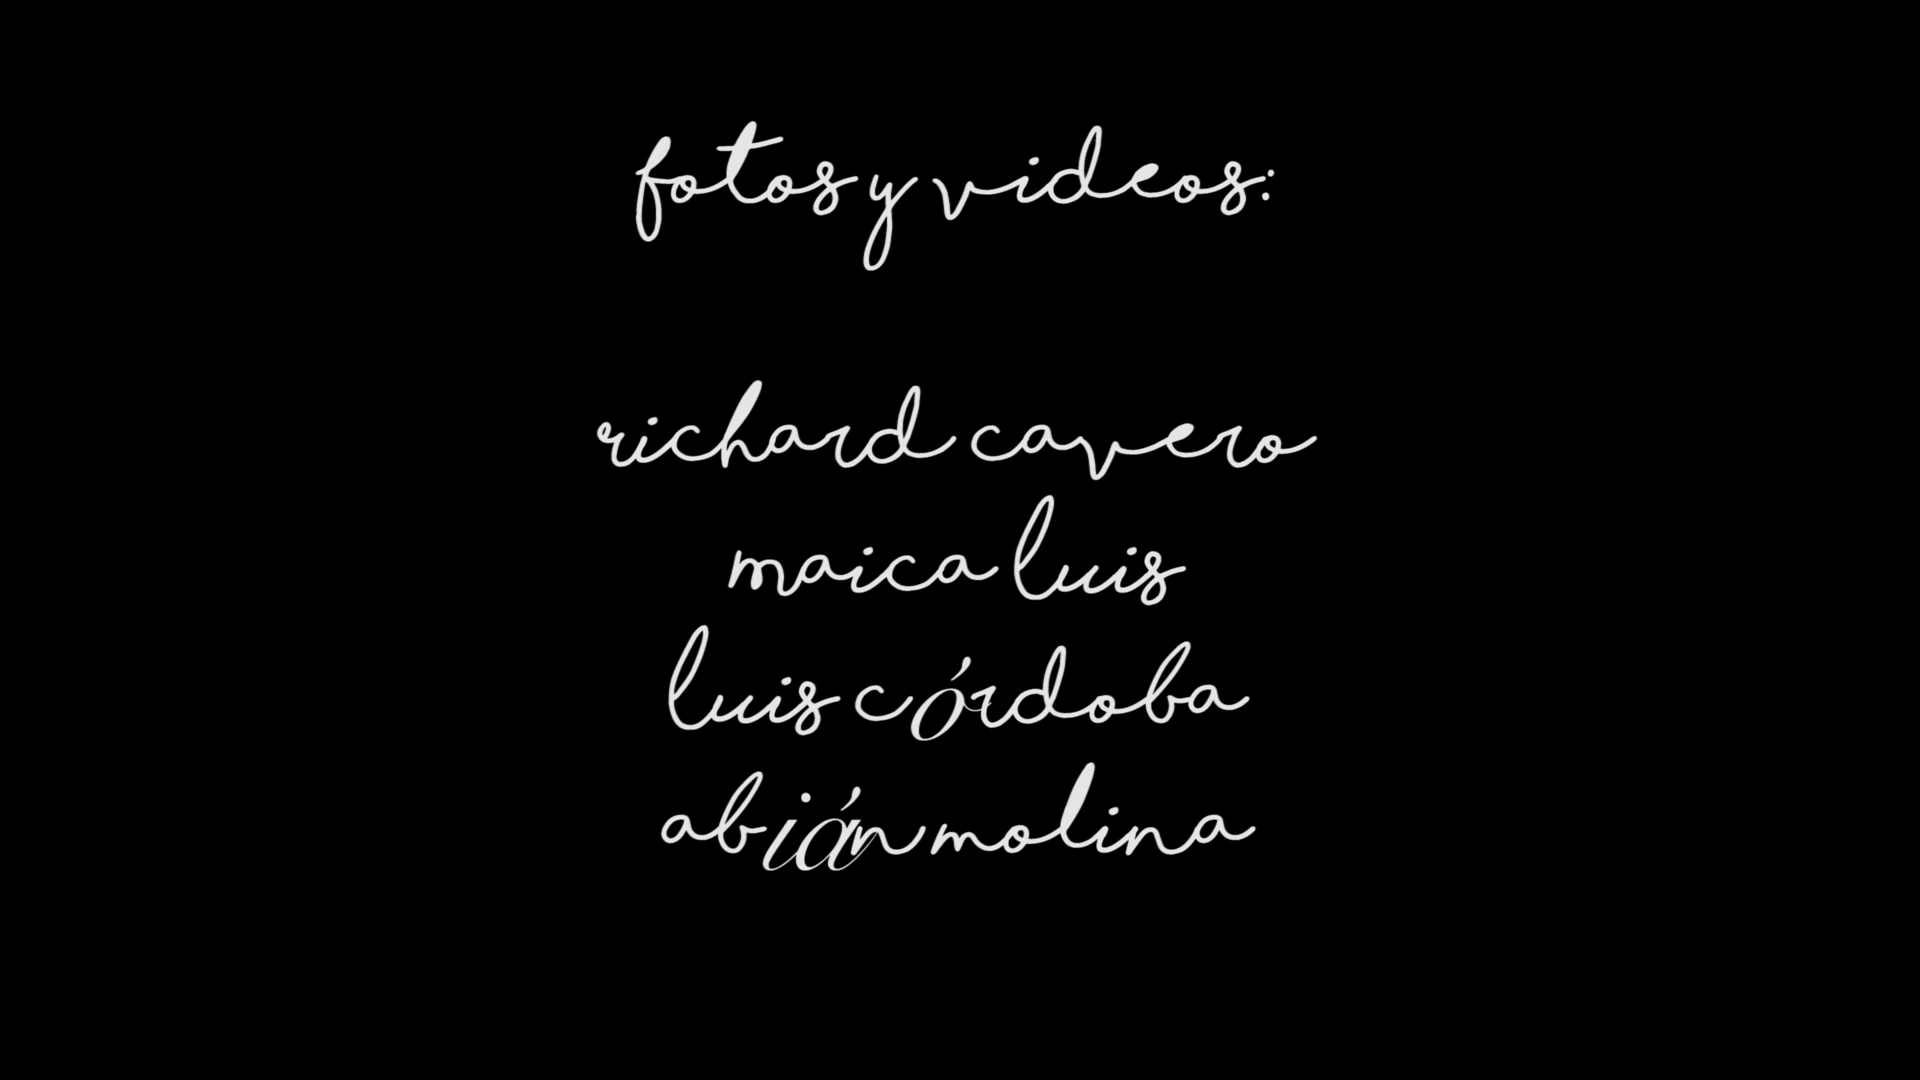 fotos y videos:
richard cavero
maica luis
luis córdoba
abián molina